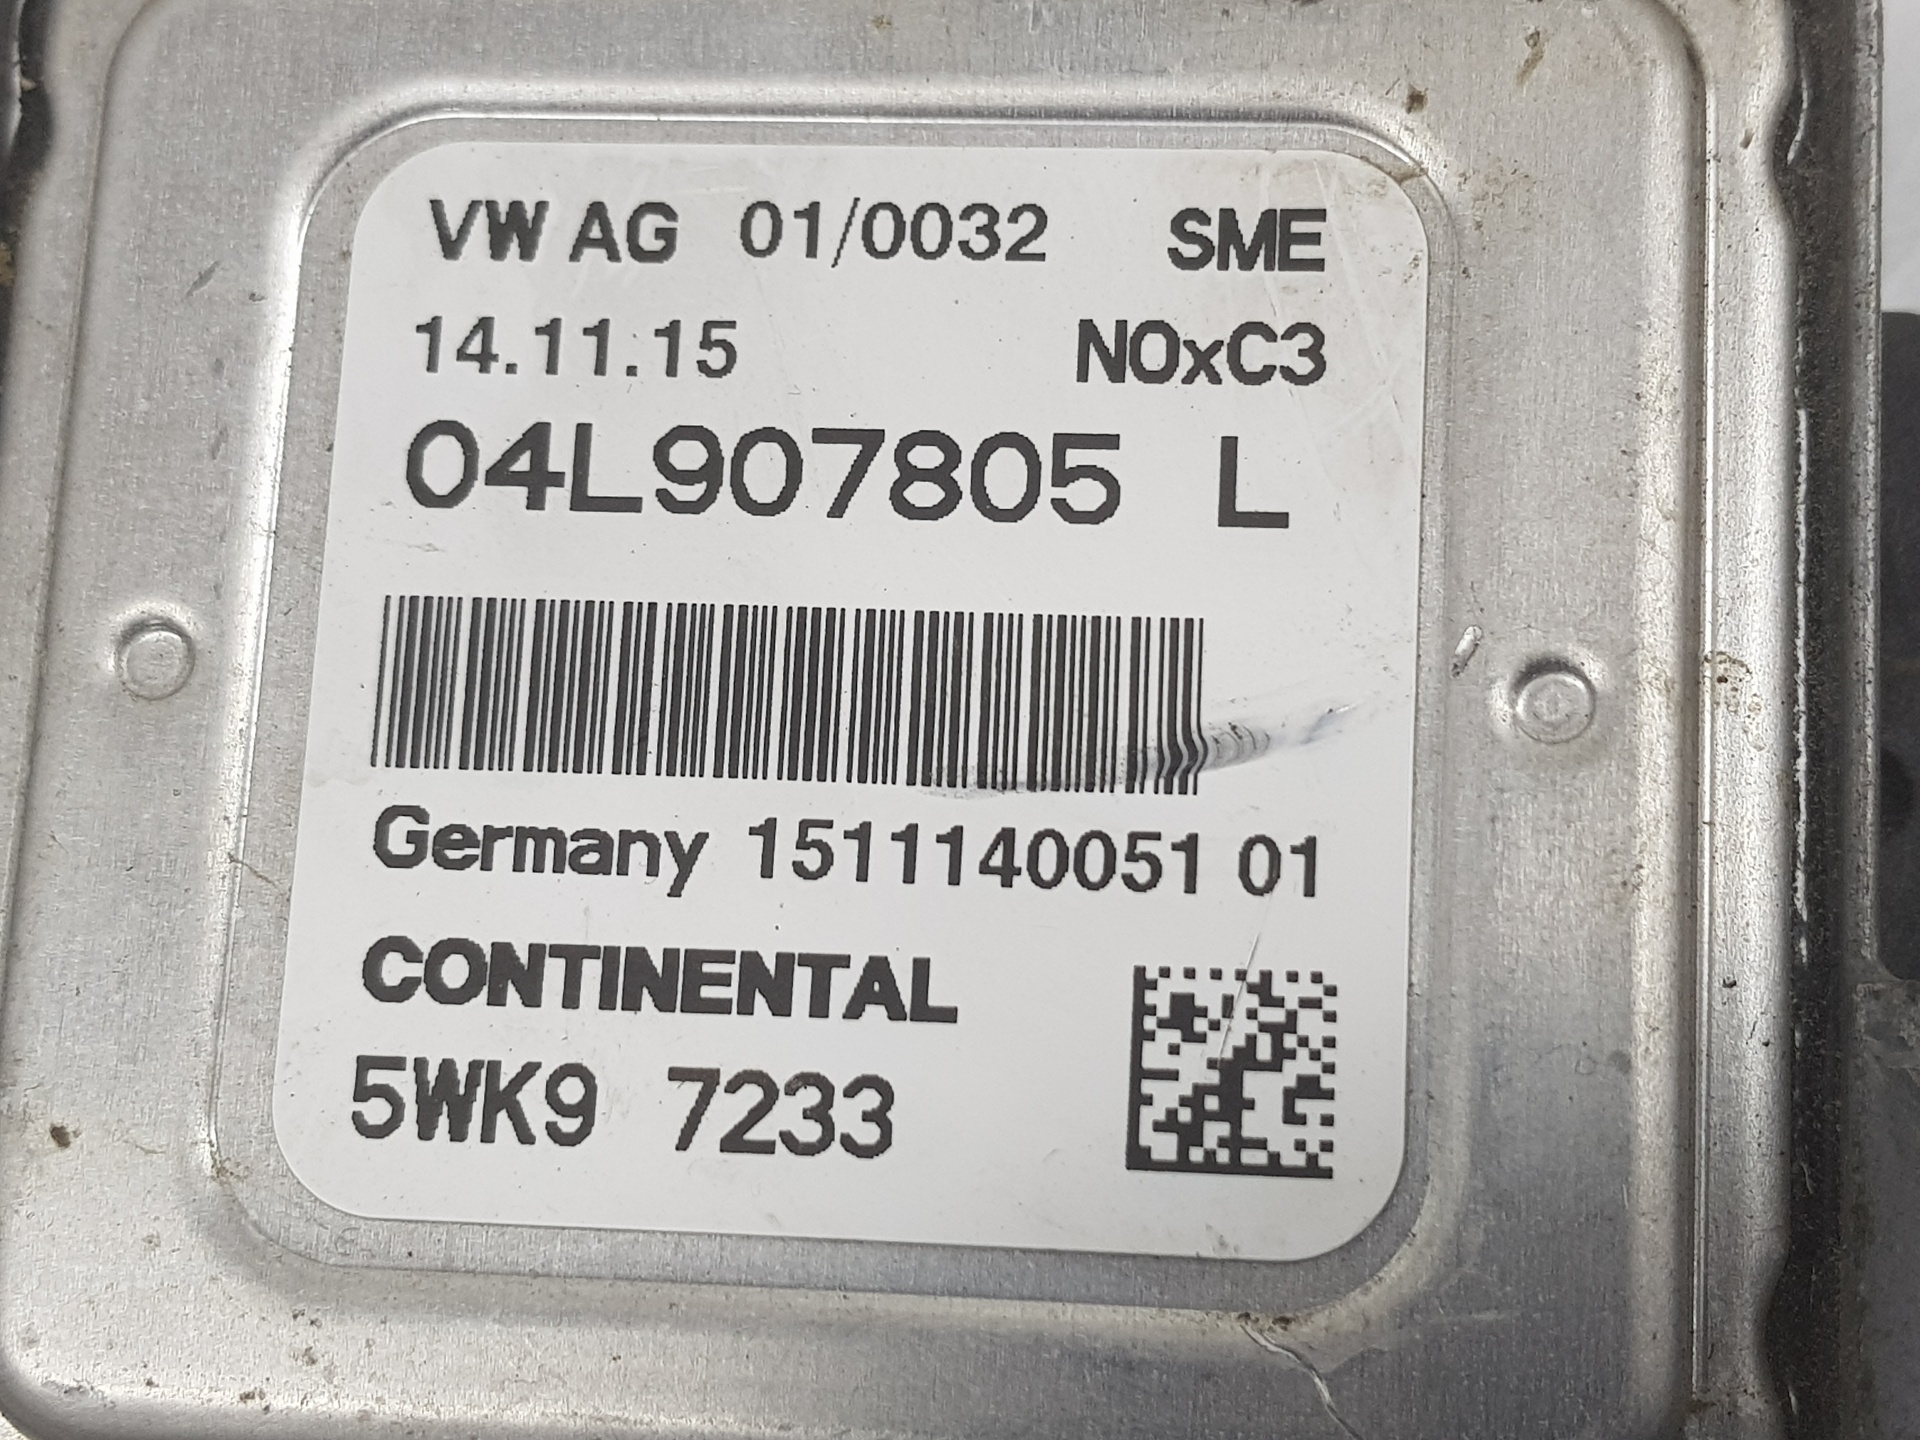 VW AG 01/0032 SME
14.11.15 NOxC3
04L907805 L
Germany 1511140051 01
CONTINENTAL
5WK9 7233